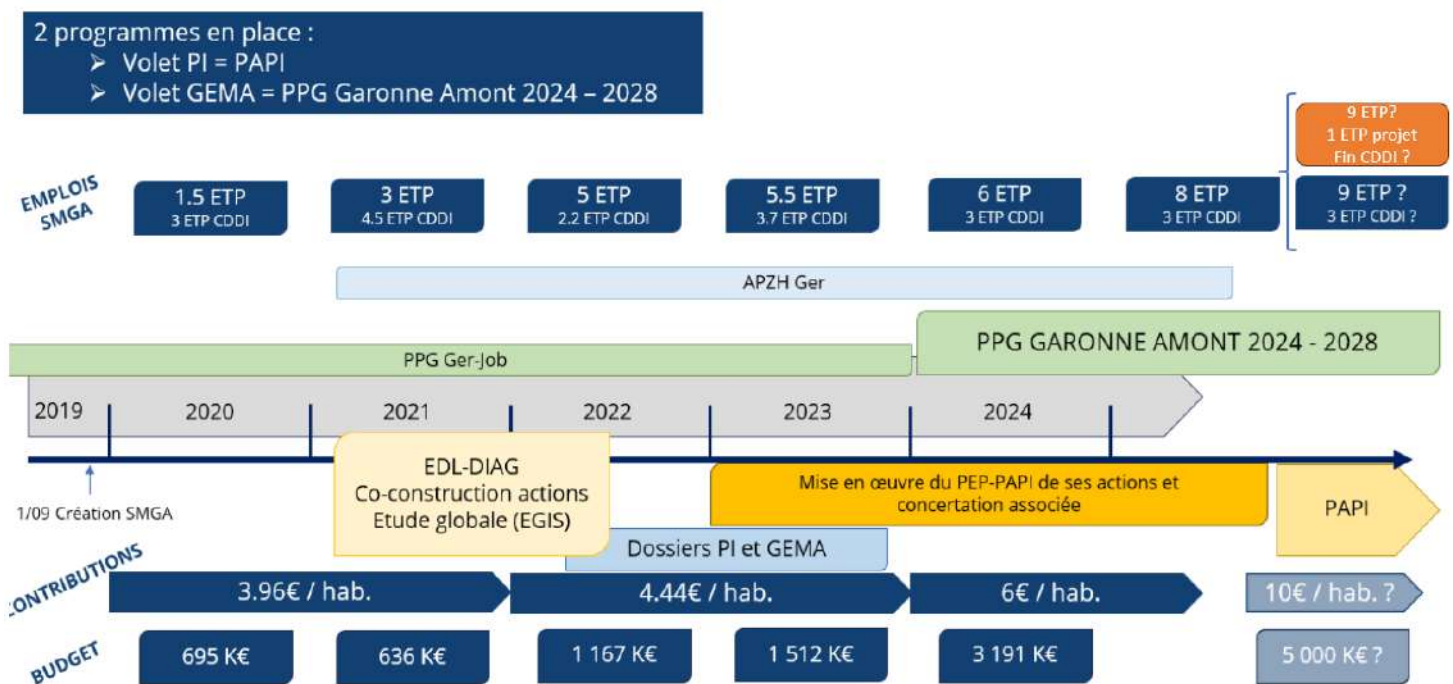 2 programmes en place :
➢ Volet PI = PAPI
➢ Volet GEMA = PPG Garonne Amont 2024 – 2028
9 ETP?
1 ETP projet
Fin CDDI ?
EMPLOIS
SMGA
1.5 ETP
3 ETP CDDI
3 ETP
4.5 ETP CDDI
5 ETP
2.2 ETP CDDI
5.5 ETP
3.7 ETP CDDI
6 ETP
3 ETP CDDI
8 ETP
3 ETP CDDI
9 ETP ?
3 ETP CDDI ?
APZH Ger
PPG Ger-Job
PPG GARONNE AMONT 2024 - 2028
2019
2020
2021
2022
2023
2024
1/09 Création SMGA
EDL-DIAG
Co-construction actions
Etude globale (EGIS)
Mise en œuvre du PEP-PAPI de ses actions et
concertation associée
PAPI
Dossiers PI et GEMA
CONTRIBUTIONS
3.96€ / hab.
4.44€ / hab.
6€ / hab.
10€ / hab. ?
BUDGET
695 K€
636 K€
1 167 K€
1 512 K€
3 191 K€
5 000 K€ ?